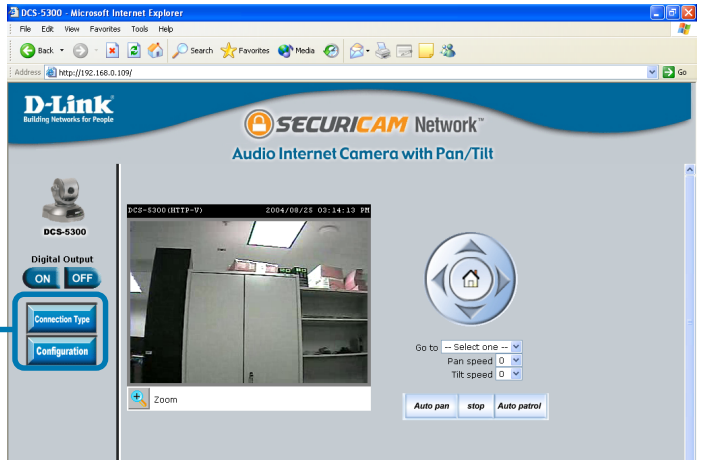 DCS-5300 - Microsoft Internet Explorer
File Edit View Favorites Tools Help
Back Search Favorites Media
Address http://192.168.0.109/ Go
D-Link®
Building Networks for People
SECURICAM Network™
Audio Internet Camera with Pan/Tilt
DCS-5300
Digital Output
ON OFF
Connection Type
Configuration
DCS-5300(HTTP-V) 2004/08/25 03:14:13 PM
Zoom
Go to -- Select one --
Pan speed 0
Tilt speed 0
Auto pan stop Auto patrol